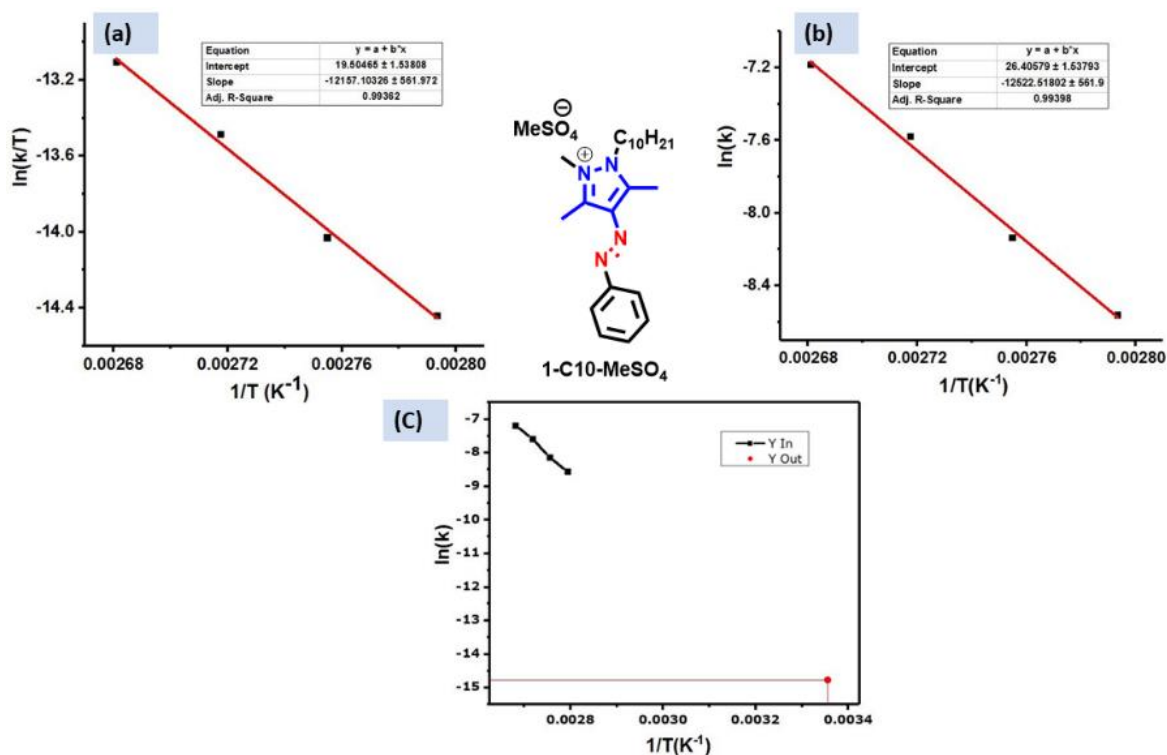 (a)
Equation y = a + b*x
Intercept 19.50465 ± 1.53808
Slope -12157.10326 ± 561.972
Adj. R-Square 0.99362
ln(k/T)
-13.2
-13.6
-14.0
-14.4
0.00268 0.00272 0.00276 0.00280
1/T (K-1)
MeSO4 ⊖
C10H21
⊕
N N
N
N
1-C10-MeSO4
(b)
Equation y = a + b*x
Intercept 26.40579 ± 1.53793
Slope -12522.51892 ± 561.9
Adj. R-Square 0.99398
ln(k)
-7.2
-7.6
-8.0
-8.4
0.00268 0.00272 0.00276 0.00280
1/T(K-1)
(C)
Y In
Y Out
ln(k)
-7
-8
-9
-10
-11
-12
-13
-14
-15
0.0028 0.0030 0.0032 0.0034
1/T(K-1)